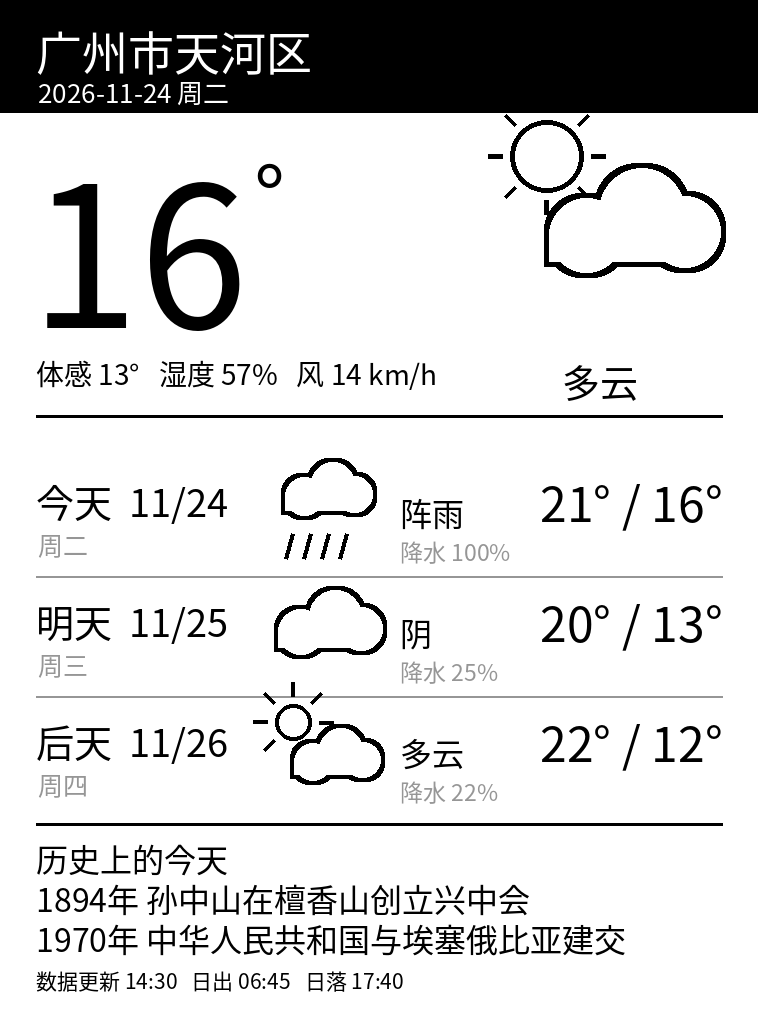 广州市天河区
2026-11-24 周二
16°
体感 13° 湿度 57% 风 14 km/h
多云
今天 11/24 阵雨 21° / 16°
周二 降水 100%
明天 11/25 阴 20° / 13°
周三 降水 25%
后天 11/26 多云 22° / 12°
周四 降水 22%
历史上的今天
1894年 孙中山在檀香山创立兴中会
1970年 中华人民共和国与埃塞俄比亚建交
数据更新 14:30 日出 06:45 日落 17:40